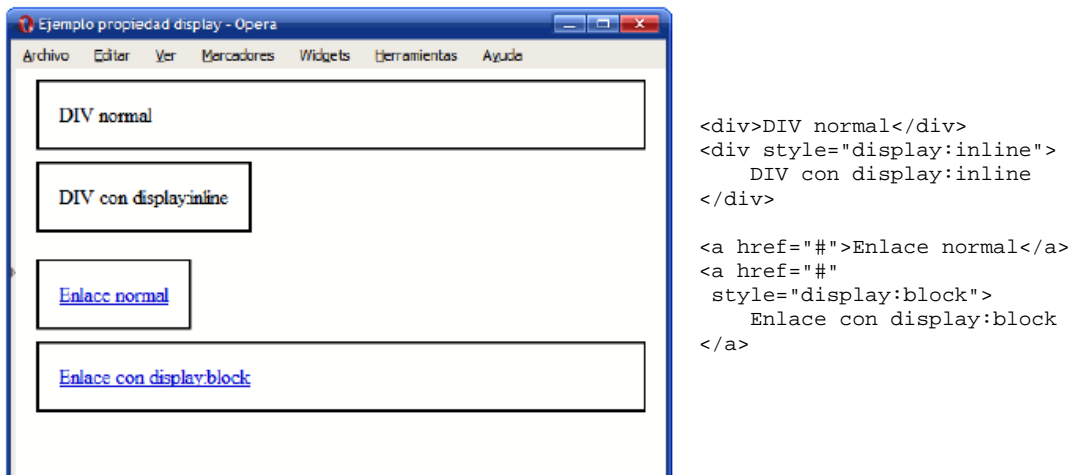 Ejemplo propiedad display - Opera
Archivo Editar Ver Marcadores Widgets Herramientas Ayuda
DIV normal
DIV con display:inline
Enlace normal
Enlace con display:block
<div>DIV normal</div>
<div style="display:inline">
    DIV con display:inline
</div>
<a href="#">Enlace normal</a>
<a href="#"
 style="display:block">
    Enlace con display:block
</a>